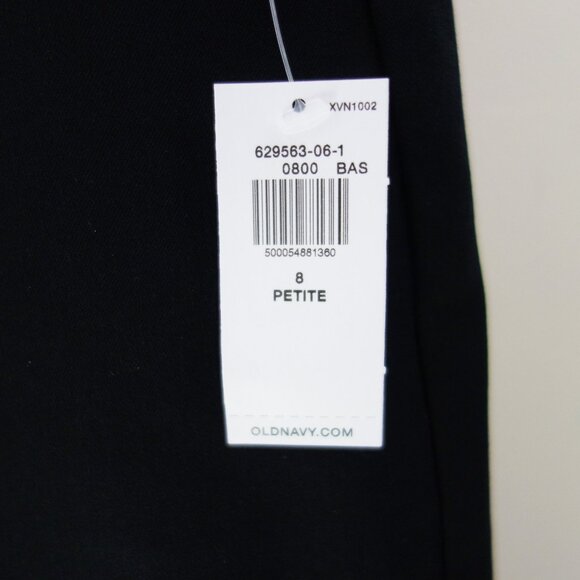 XVN1002
629563-06-1
0800 BAS
500054881360
8
PETITE
OLDNAVY.COM